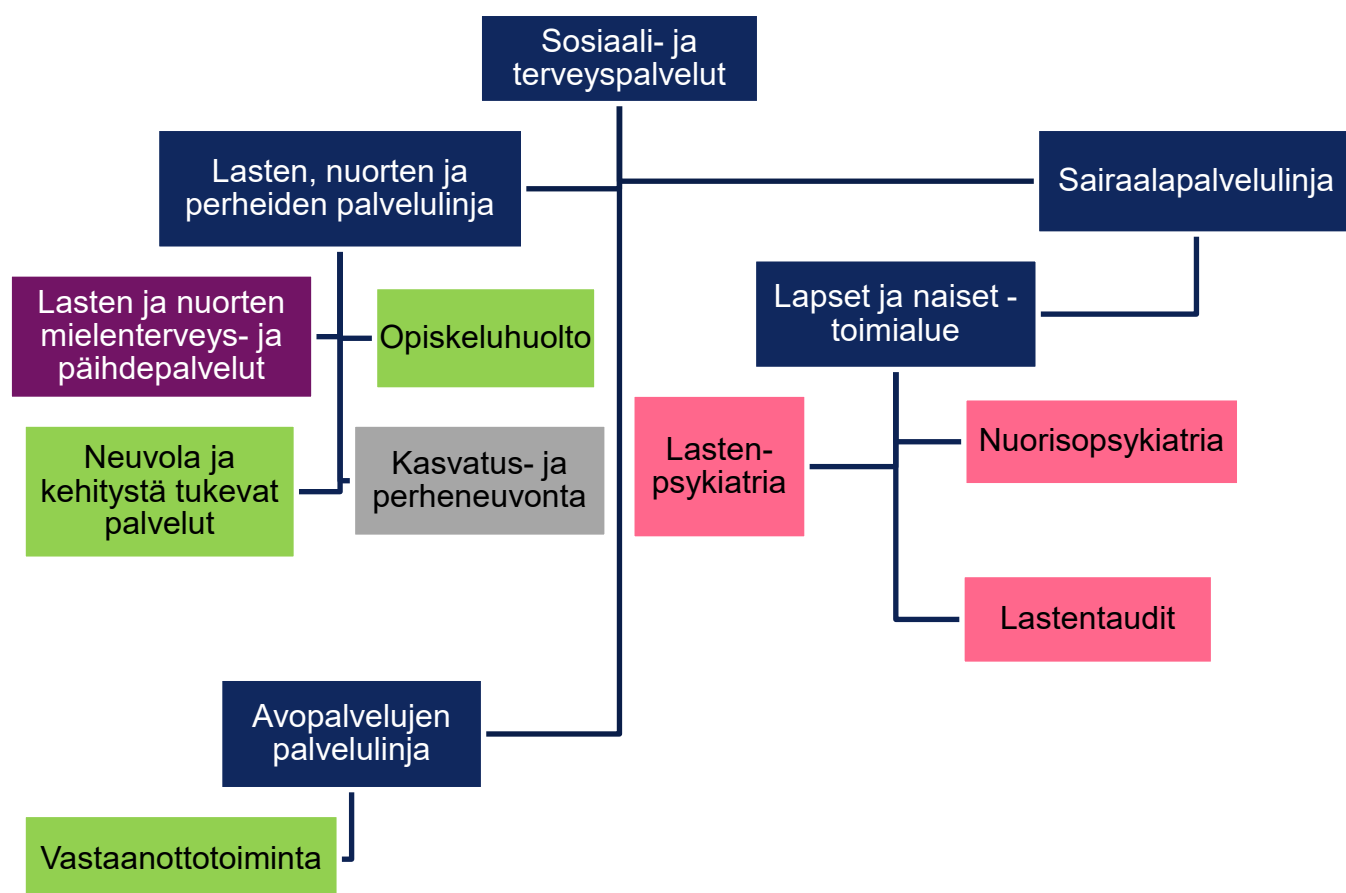 Sosiaali- ja
terveyspalvelut
Lasten, nuorten ja
perheiden palvelulinja
Sairaalapalvelulinja
Lasten ja nuorten
mielenterveys- ja
päihdepalvelut
Opiskeluhuolto
Lapset ja naiset -
toimialue
Neuvola ja
kehitystä tukevat
palvelut
Kasvatus- ja
perheneuvonta
Lasten-
psykiatria
Nuorisopsykiatria
Lastentaudit
Avopalvelujen
palvelulinja
Vastaanottotoiminta